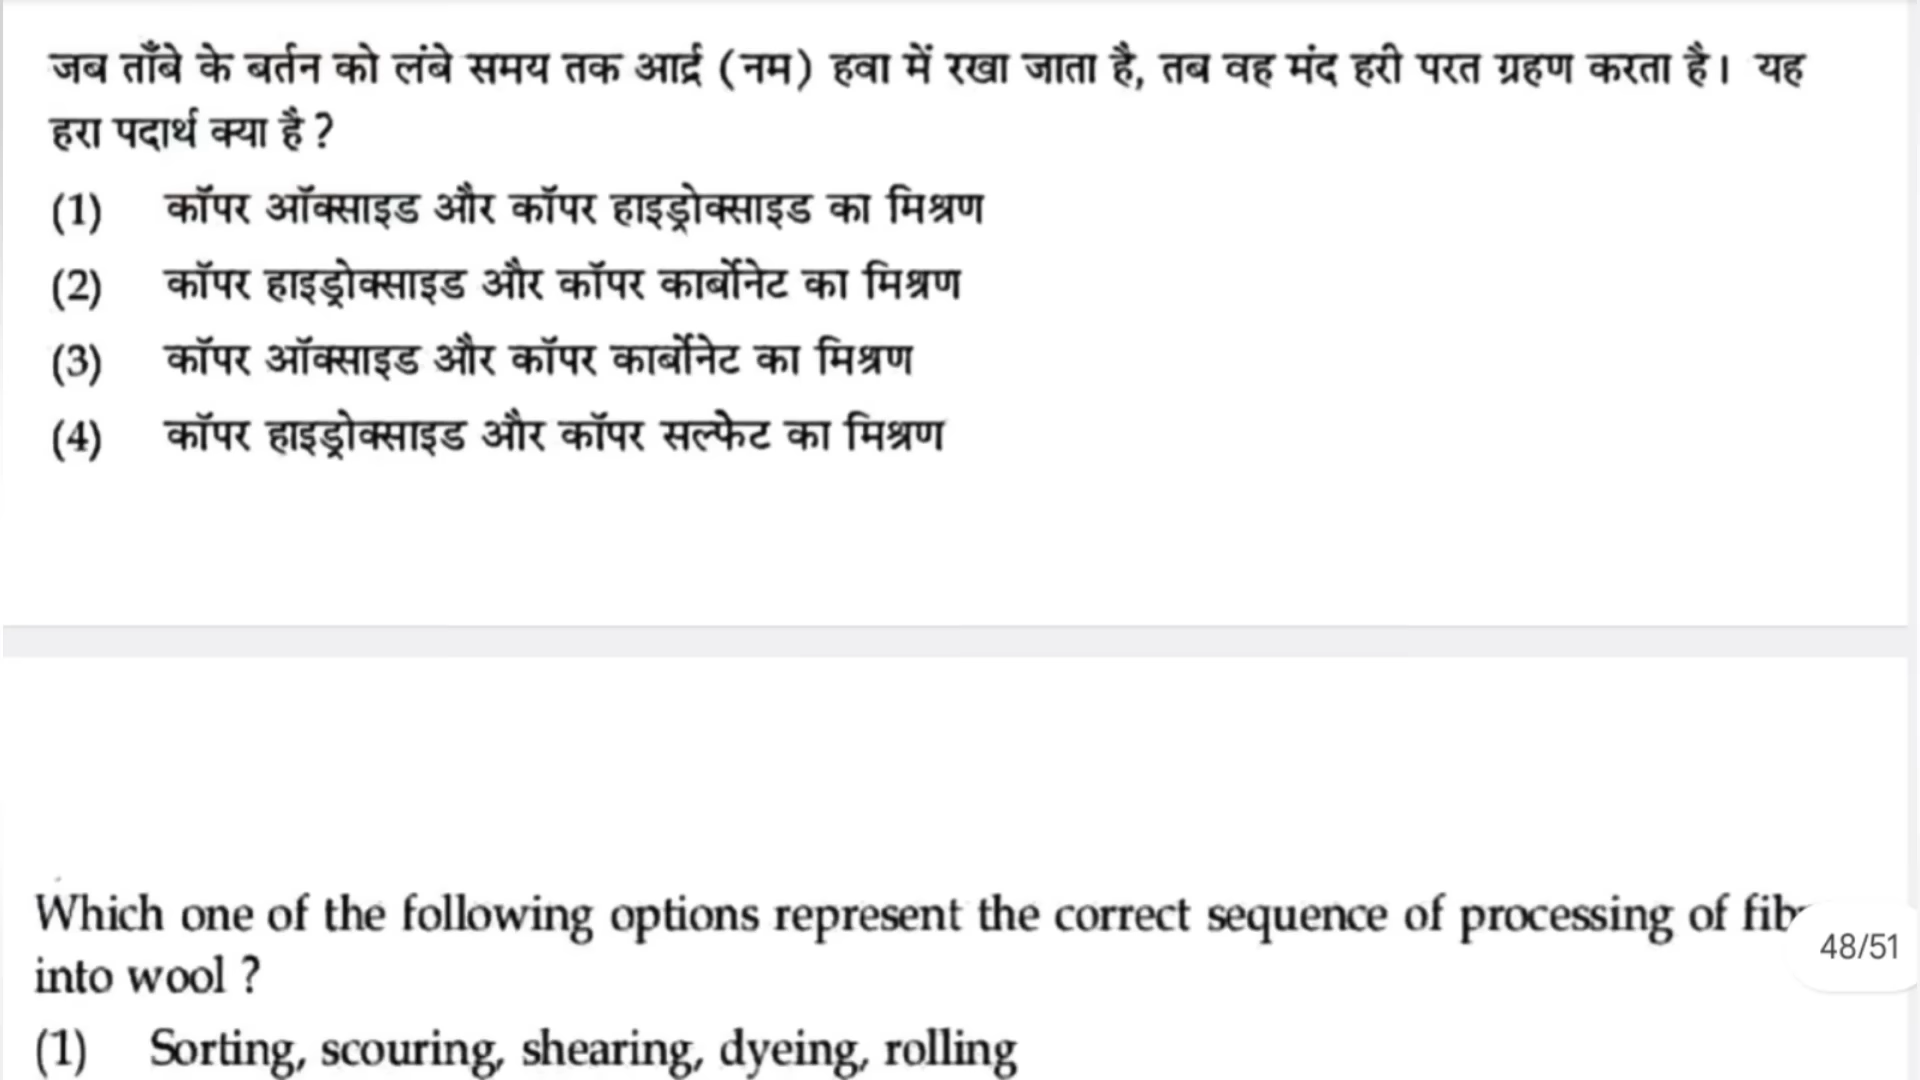 जब ताँबे के बर्तन को लंबे समय तक आर्द्र (नम) हवा में रखा जाता है, तब वह मंद हरी परत ग्रहण करता है। यह
हरा पदार्थ क्या है ?
(1) कॉपर ऑक्साइड और कॉपर हाइड्रोक्साइड का मिश्रण
(2) कॉपर हाइड्रोक्साइड और कॉपर कार्बोनेट का मिश्रण
(3) कॉपर ऑक्साइड और कॉपर कार्बोनेट का मिश्रण
(4) कॉपर हाइड्रोक्साइड और कॉपर सल्फेट का मिश्रण
Which one of the following options represent the correct sequence of processing of
48/51
into wool ?
(1) Sorting, scouring, shearing, dyeing, rolling